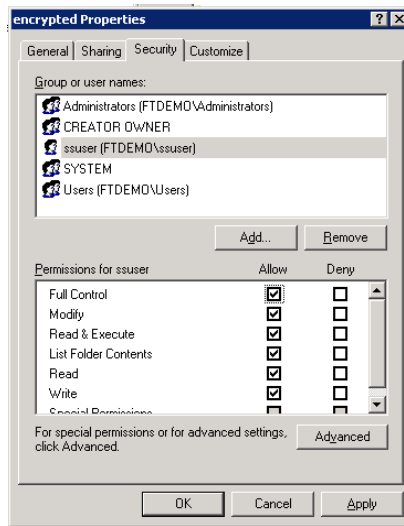 encrypted Properties
General Sharing Security Customize
Group or user names:
Administrators (FTDEMO\Administrators)
CREATOR OWNER
ssuser (FTDEMO\ssuser)
SYSTEM
Users (FTDEMO\Users)
Add... Remove
Permissions for ssuser Allow Deny
Full Control
Modify
Read & Execute
List Folder Contents
Read
Write
Special Permissions
For special permissions or for advanced settings, Advanced
click Advanced.
OK Cancel Apply